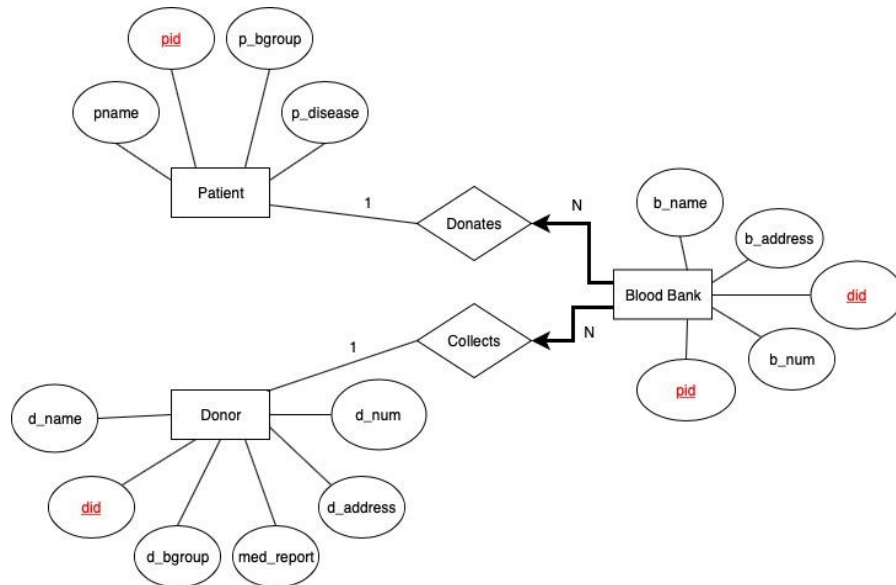 pid
p_bgroup
pname
p_disease
Patient
1
Donates
N
b_name
b_address
Blood Bank
did
b_num
pid
N
Collects
1
Donor
d_name
d_num
did
d_bgroup
med_report
d_address